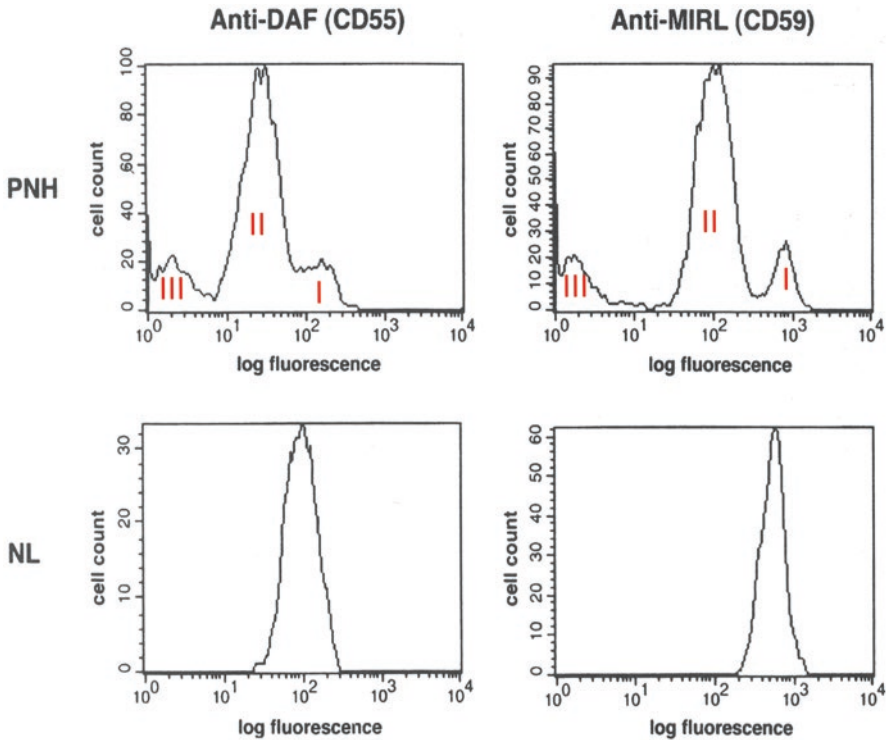 Anti-DAF (CD55)
Anti-MIRL (CD59)
PNH
cell count
0 20 40 60 80 100
III
II
I
10^0 10^1 10^2 10^3 10^4
log fluorescence
cell count
0 10 20 30 40 50 60 70 80 90
III
II
I
10^0 10^1 10^2 10^3 10^4
log fluorescence
NL
cell count
0 10 20 30
10^0 10^1 10^2 10^3 10^4
log fluorescence
cell count
0 10 20 30 40 50 60
10^0 10^1 10^2 10^3 10^4
log fluorescence